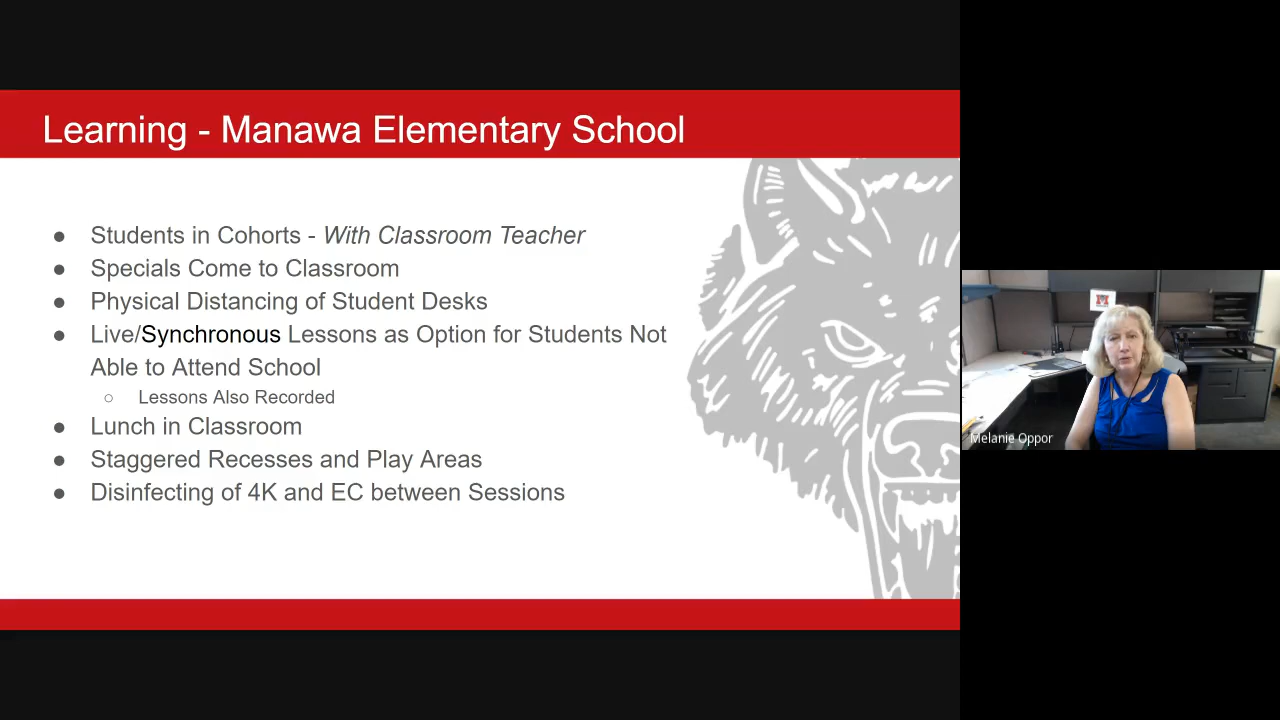 Learning - Manawa Elementary School
● Students in Cohorts - With Classroom Teacher
● Specials Come to Classroom
● Physical Distancing of Student Desks
● Live/Synchronous Lessons as Option for Students Not
Able to Attend School
○ Lessons Also Recorded
● Lunch in Classroom
● Staggered Recesses and Play Areas
● Disinfecting of 4K and EC between Sessions
Melanie Oppor